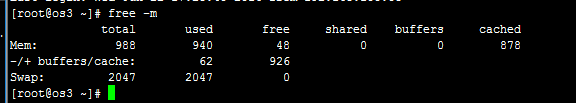 [root@os3 ~]# free -m
total used free shared buffers cached
Mem: 988 940 48 0 0 878
-/+ buffers/cache: 62 926
Swap: 2047 2047 0
[root@os3 ~]#